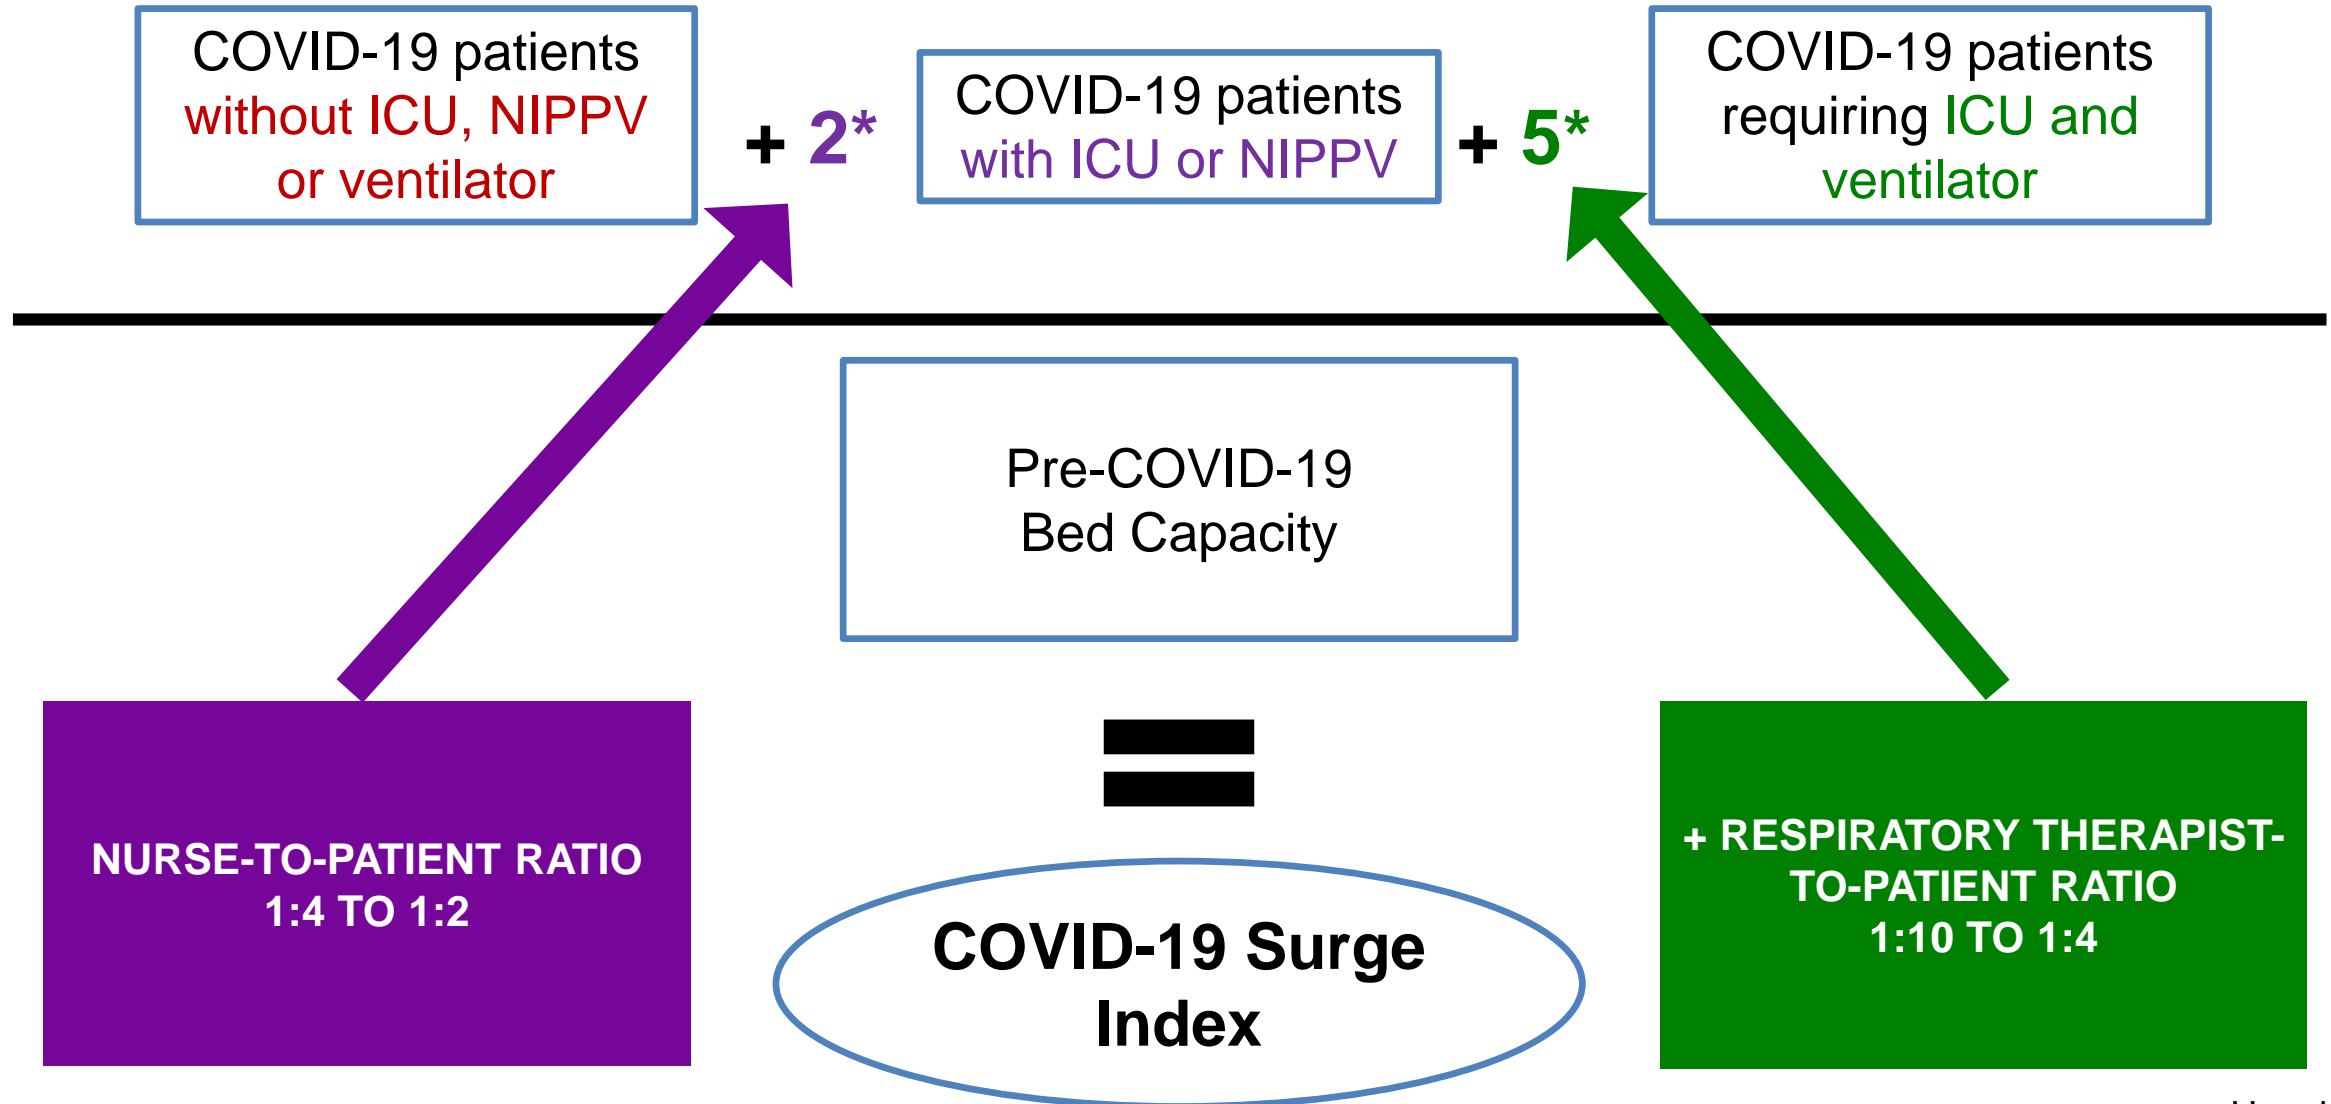 COVID-19 patients
without ICU, NIPPV
or ventilator
+ 2*
COVID-19 patients
with ICU or NIPPV
+ 5*
COVID-19 patients
requiring ICU and
ventilator
Pre-COVID-19
Bed Capacity
NURSE-TO-PATIENT RATIO
1:4 TO 1:2
+ RESPIRATORY THERAPIST-
TO-PATIENT RATIO
1:10 TO 1:4
COVID-19 Surge
Index